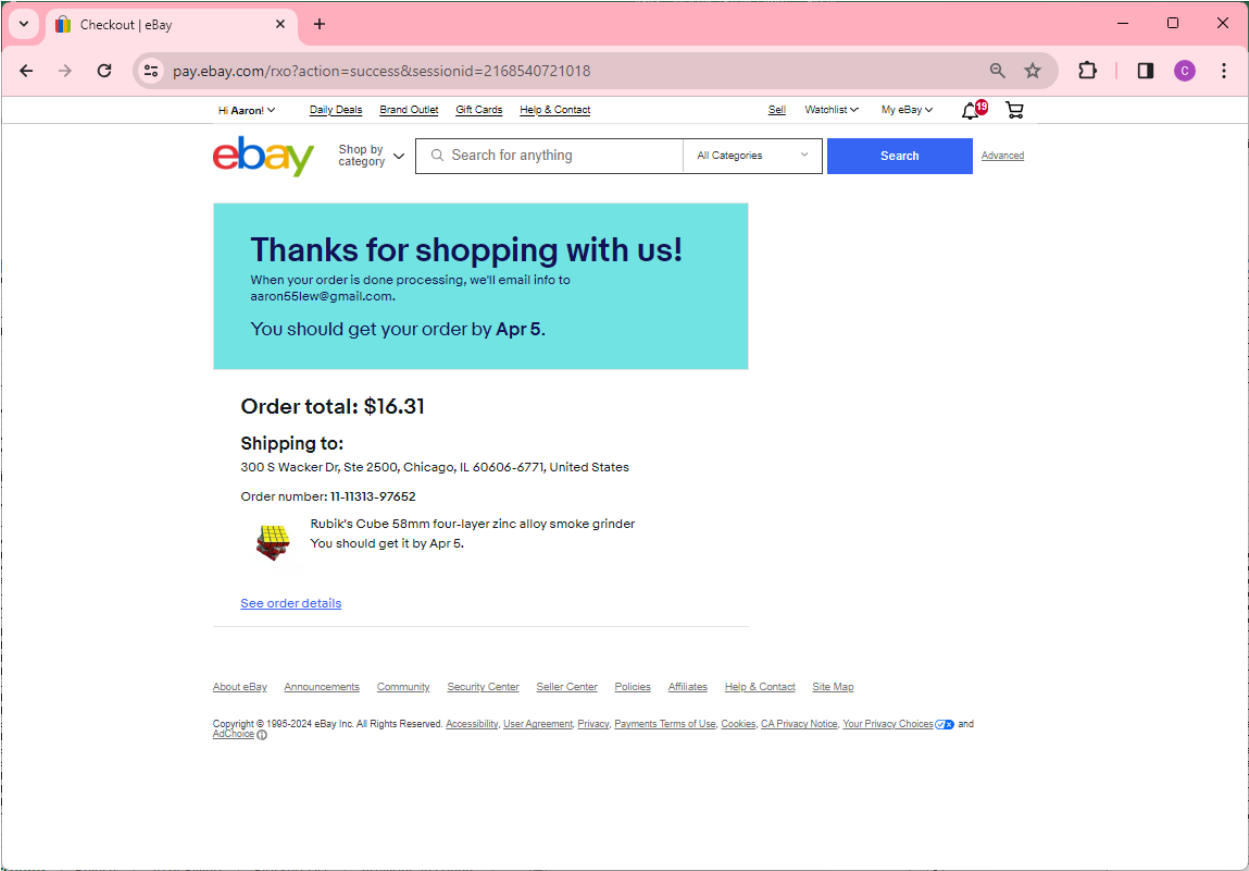 Checkout | eBay
pay.ebay.com/rxo?action=success&sessionid=2168540721018
C
Hi Aaron! Daily Deals Brand Outlet Gift Cards Help & Contact Sell Watchlist My eBay 19
ebay Shop by category Search for anything All Categories Search Advanced
Thanks for shopping with us!
When your order is done processing, we'll email info to
aaron55lew@gmail.com.
You should get your order by Apr 5.
Order total: $16.31
Shipping to:
300 S Wacker Dr, Ste 2500, Chicago, IL 60606-6771, United States
Order number: 11-11313-97652
Rubik's Cube 58mm four-layer zinc alloy smoke grinder
You should get it by Apr 5.
See order details
About eBay Announcements Community Security Center Seller Center Policies Affiliates Help & Contact Site Map
Copyright © 1995-2024 eBay Inc. All Rights Reserved. Accessibility, User Agreement, Privacy, Payments Terms of Use, Cookies, CA Privacy Notice, Your Privacy Choices and
AdChoice